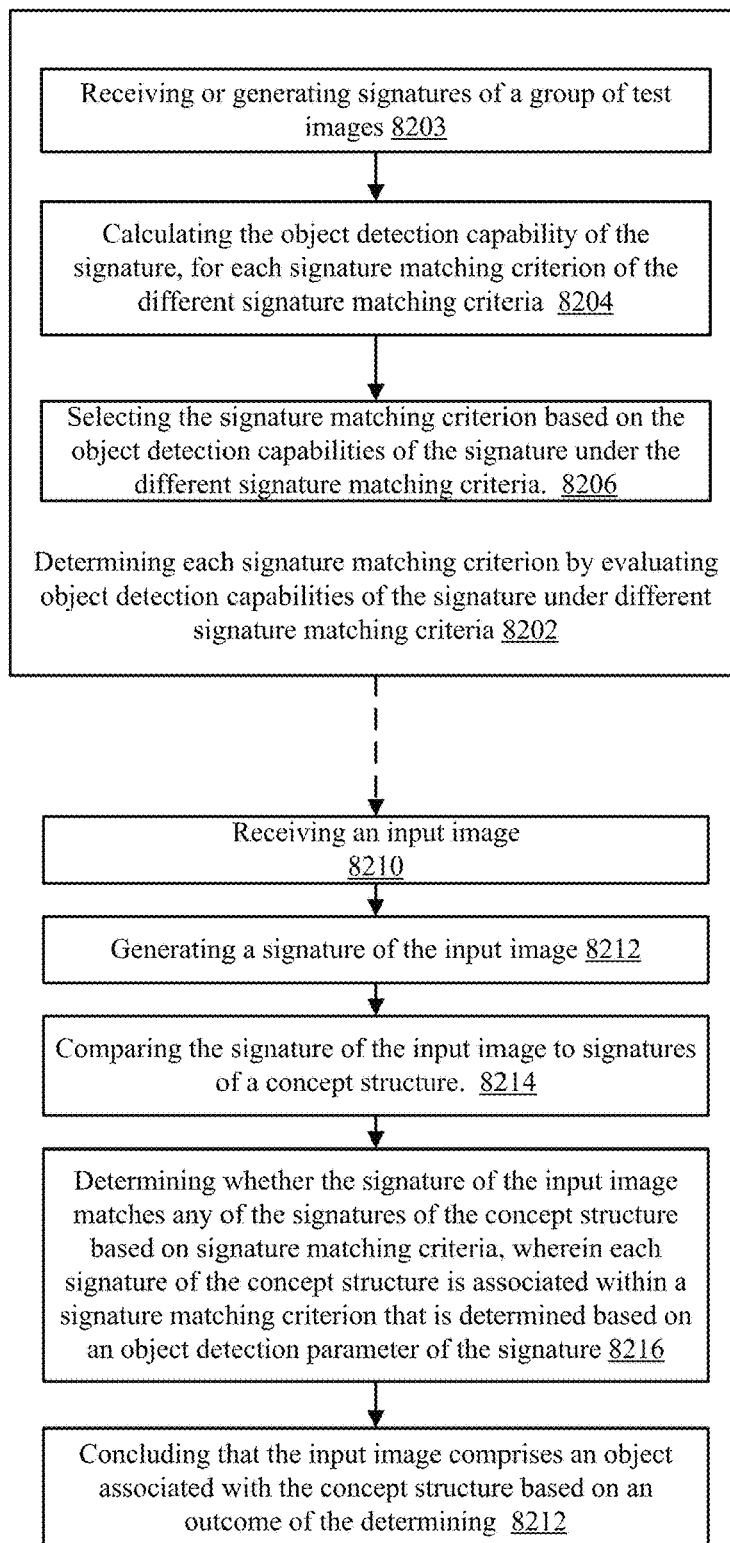 Receiving or generating signatures of a group of test
images 8203
Calculating the object detection capability of the
signature, for each signature matching criterion of the
different signature matching criteria 8204
Selecting the signature matching criterion based on the
object detection capabilities of the signature under the
different signature matching criteria. 8206
Determining each signature matching criterion by evaluating
object detection capabilities of the signature under different
signature matching criteria 8202
Receiving an input image
8210
Generating a signature of the input image 8212
Comparing the signature of the input image to signatures
of a concept structure. 8214
Determining whether the signature of the input image
matches any of the signatures of the concept structure
based on signature matching criteria, wherein each
signature of the concept structure is associated within a
signature matching criterion that is determined based on
an object detection parameter of the signature 8216
Concluding that the input image comprises an object
associated with the concept structure based on an
outcome of the determining 8212